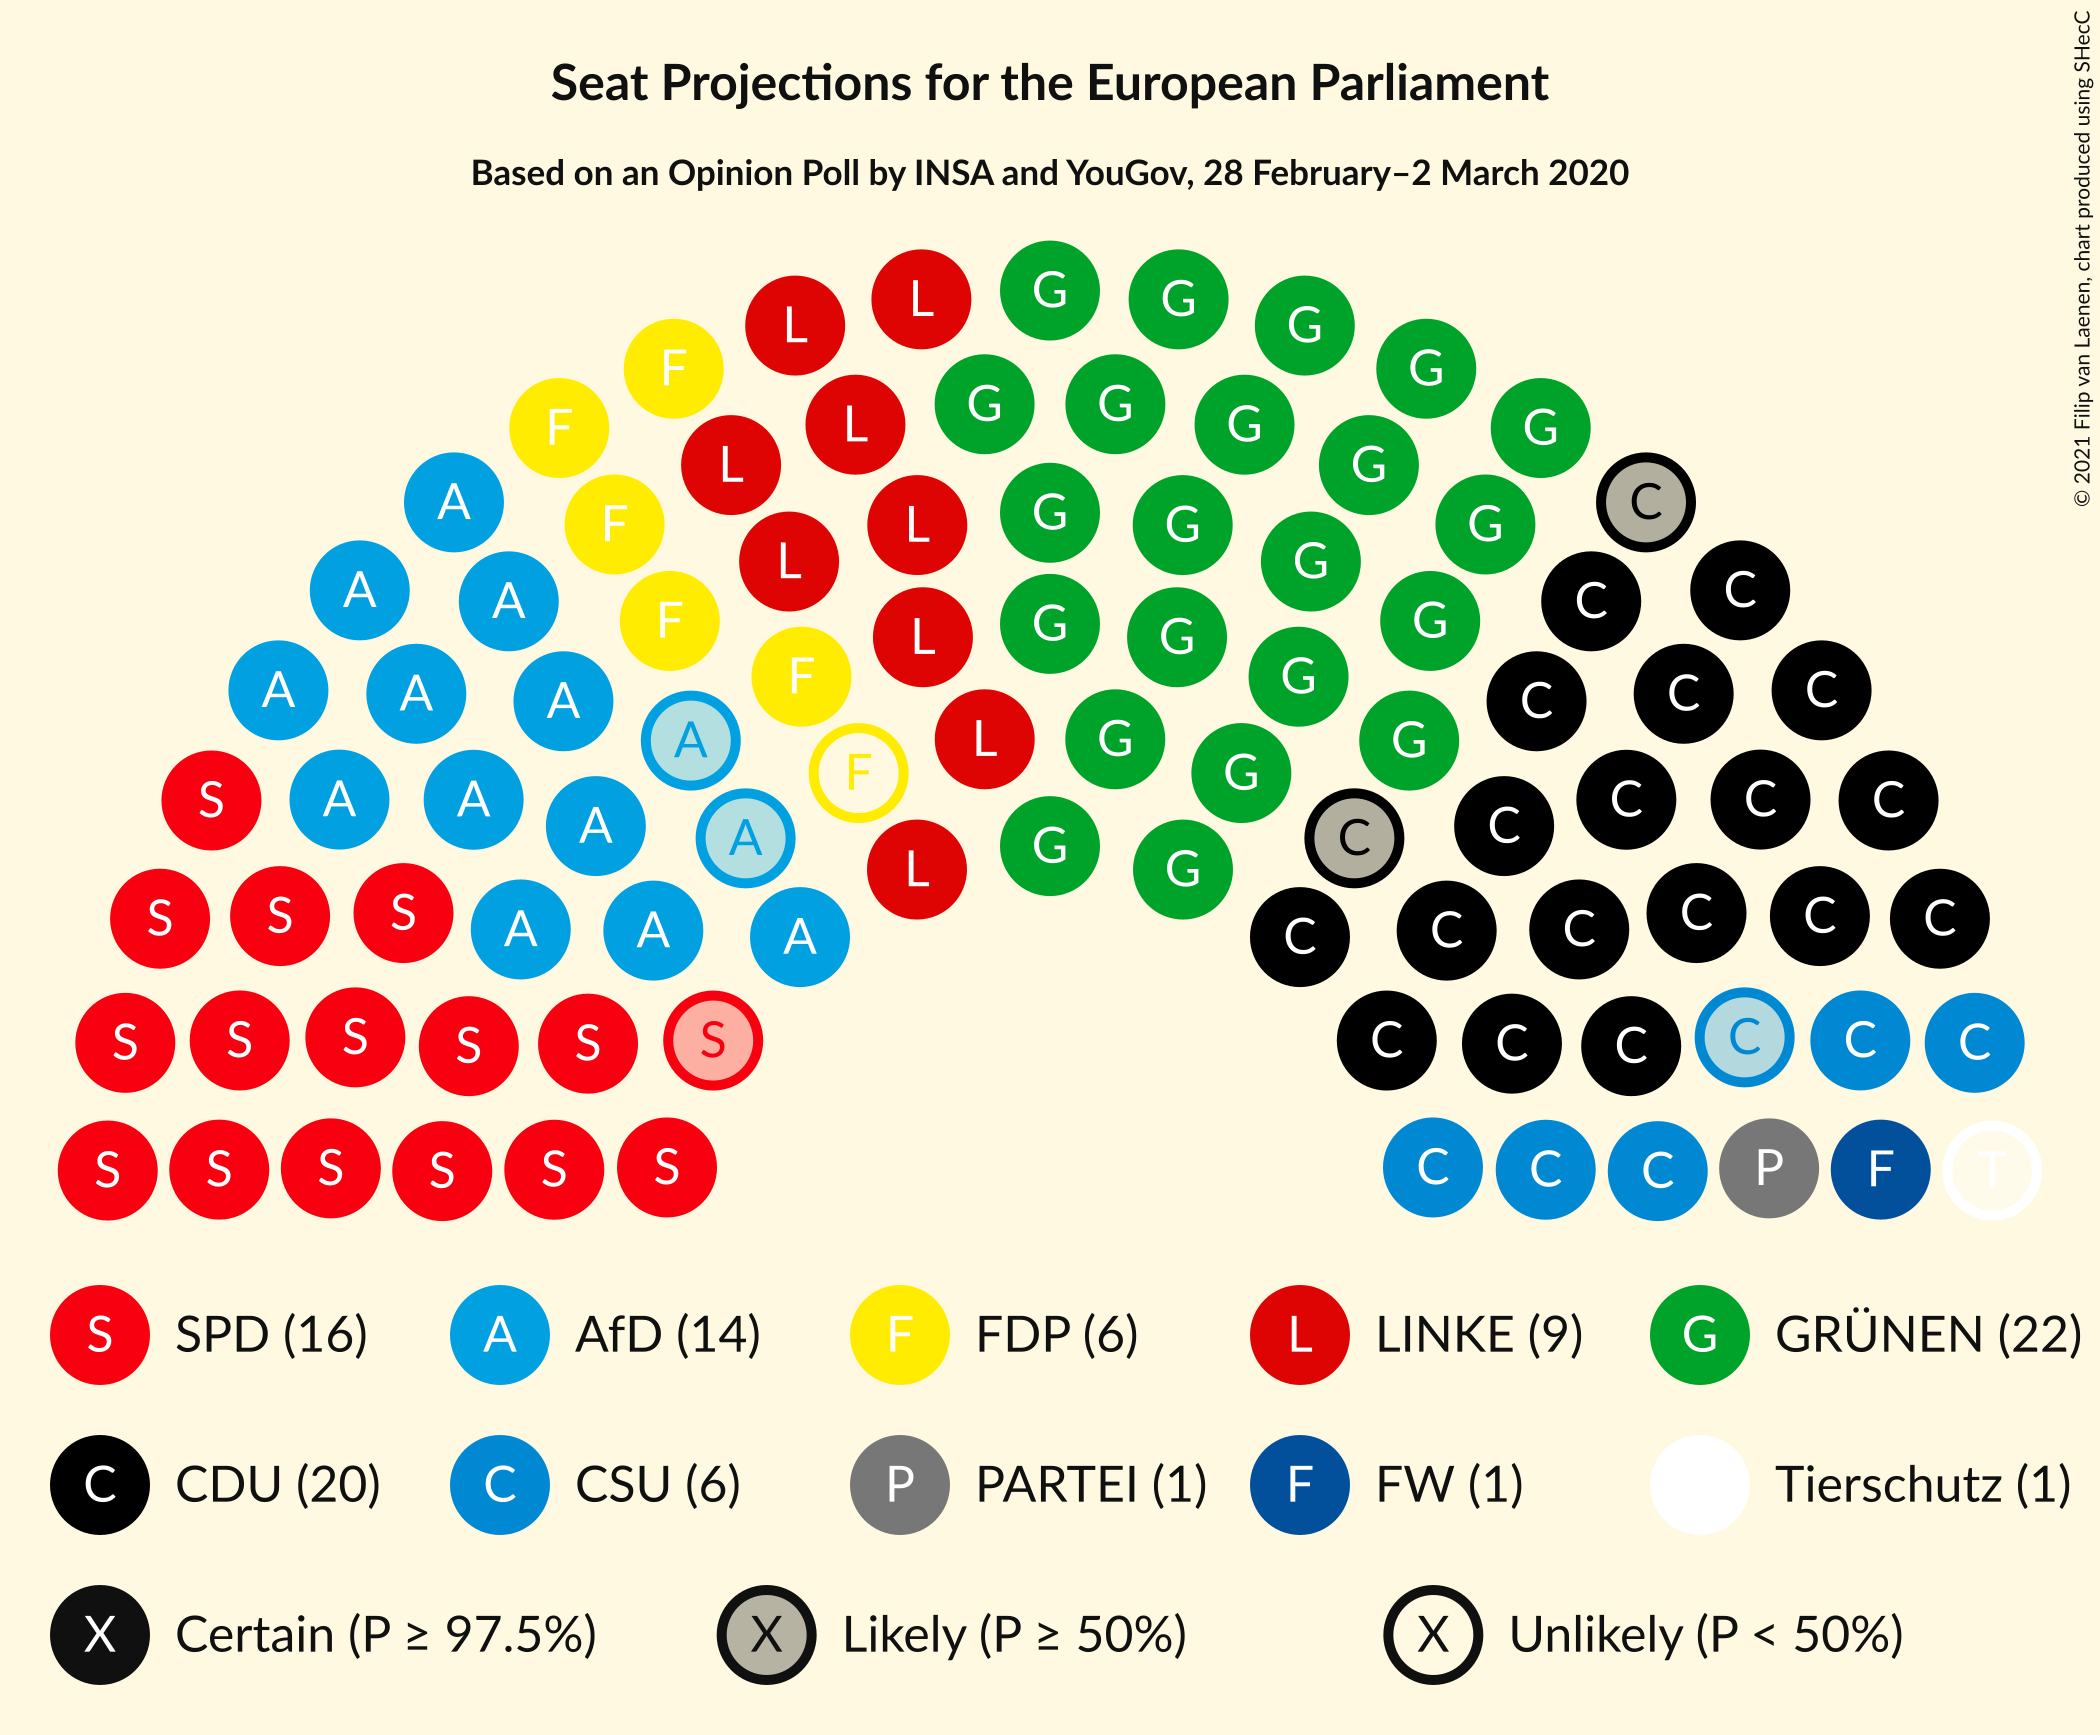 Seat Projections for the European Parliament
Based on an Opinion Poll by INSA and YouGov, 28 February–2 March 2020
© 2021 Filip van Laenen, chart produced using SHecC
L G G
L G
F G
L G G G
F G
L G
A C
L G G
F G
L G
A C
A C
L G G
F G
F G
A C
A C
A C
A C
A G
L G
F G
S C
A C
A C
A C
A C
L G G
S C
S C
S C
A C
A C
A C
S C
S C
S C
S C
S C
S C
S S S S S S C C C P F T
S SPD (16) A AfD (14) F FDP (6) L LINKE (9) G GRÜNEN (22)
C CDU (20) C CSU (6) P PARTEI (1) F FW (1) Tierschutz (1)
X Certain (P ≥ 97.5%) X Likely (P ≥ 50%) X Unlikely (P < 50%)